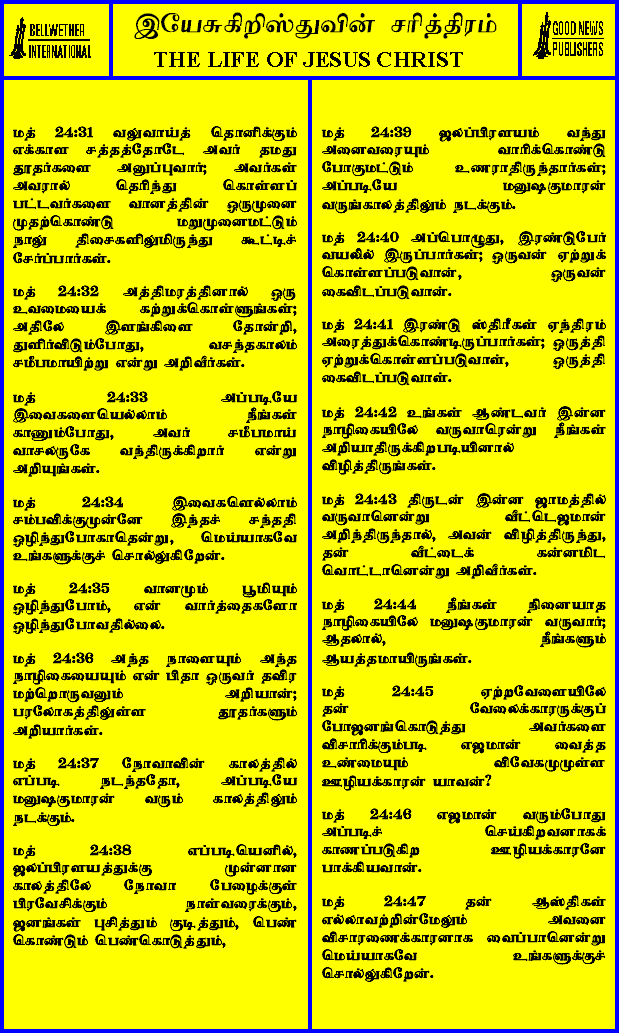 BELLWETHER
INTERNATIONAL
இயேசுகிறிஸ்துவின் சரித்திரம்
THE LIFE OF JESUS CHRIST
GOOD NEWS
PUBLISHERS
மத் 24:31 வலுவாய்த் தொனிக்கும்
எக்காள சத்தத்தோடே அவர் தமது
தூதர்களை அனுப்புவார்; அவர்கள்
அவரால் தெரிந்து கொள்ளப்
பட்டவர்களை வானத்தின் ஒருமுனை
முதற்கொண்டு மறுமுனைமட்டும்
நாலு திசைகளிலுமிருந்து கூட்டிச்
சேர்ப்பார்கள்.
மத் 24:32 அத்திமரத்தினால் ஒரு
உவமையைக் கற்றுக்கொள்ளுங்கள்;
அதிலே இளங்கிளை தோன்றி,
துளிர்விடும்போது, வசந்தகாலம்
சமீபமாயிற்று என்று அறிவீர்கள்.
மத் 24:33 அப்படியே
இவைகளையெல்லாம் நீங்கள்
காணும்போது, அவர் சமீபமாய்
வாசலருகே வந்திருக்கிறார் என்று
அறியுங்கள்.
மத் 24:34 இவைகளெல்லாம்
சம்பவிக்குமுன்னே இந்தச் சந்ததி
ஒழிந்துபோகாதென்று, மெய்யாகவே
உங்களுக்குச் சொல்லுகிறேன்.
மத் 24:35 வானமும் பூமியும்
ஒழிந்துபோம், என் வார்த்தைகளோ
ஒழிந்துபோவதில்லை.
மத் 24:36 அந்த நாளையும் அந்த
நாழிகையையும் என் பிதா ஒருவர் தவிர
மற்றொருவனும் அறியான்;
பரலோகத்திலுள்ள தூதர்களும்
அறியார்கள்.
மத் 24:37 நோவாவின் காலத்தில்
எப்படி நடந்ததோ, அப்படியே
மனுஷகுமாரன் வரும் காலத்திலும்
நடக்கும்.
மத் 24:38 எப்படியெனில்,
ஜலப்பிரளயத்துக்கு முன்னான
காலத்திலே நோவா பேழைக்குள்
பிரவேசிக்கும் நாள்வரைக்கும்,
ஜனங்கள் புசித்தும் குடித்தும், பெண்
கொண்டும் பெண்கொடுத்தும்,
மத் 24:39 ஜலப்பிரளயம் வந்து
அனைவரையும் வாரிக்கொண்டு
போகுமட்டும் உணராதிருந்தார்கள்;
அப்படியே மனுஷகுமாரன்
வருங்காலத்திலும் நடக்கும்.
மத் 24:40 அப்பொழுது, இரண்டுபேர்
வயலில் இருப்பார்கள்; ஒருவன் ஏற்றுக்
கொள்ளப்படுவான், ஒருவன்
கைவிடப்படுவான்.
மத் 24:41 இரண்டு ஸ்திரீகள் ஏந்திரம்
அரைத்துக்கொண்டிருப்பார்கள்; ஒருத்தி
ஏற்றுக்கொள்ளப்படுவாள், ஒருத்தி
கைவிடப்படுவாள்.
மத் 24:42 உங்கள் ஆண்டவர் இன்ன
நாழிகையிலே வருவாரென்று நீங்கள்
அறியாதிருக்கிறபடியினால்
விழித்திருங்கள்.
மத் 24:43 திருடன் இன்ன ஜாமத்தில்
வருவானென்று வீட்டெஜமான்
அறிந்திருந்தால், அவன் விழித்திருந்து,
தன் வீட்டைக் கன்னமிட
வொட்டானென்று அறிவீர்கள்.
மத் 24:44 நீங்கள் நினையாத
நாழிகையிலே மனுஷகுமாரன் வருவார்;
ஆதலால், நீங்களும்
ஆயத்தமாயிருங்கள்.
மத் 24:45 ஏற்றவேளையிலே
தன் வேலைக்காரருக்குப்
போஜனங்கொடுத்து அவர்களை
விசாரிக்கும்படி எஜமான் வைத்த
உண்மையும் விவேகமுமுள்ள
ஊழியக்காரன் யாவன்?
மத் 24:46 எஜமான் வரும்போது
அப்படிச் செய்கிறவனாகக்
காணப்படுகிற ஊழியக்காரனே
பாக்கியவான்.
மத் 24:47 தன் ஆஸ்திகள்
எல்லாவற்றின்மேலும் அவனை
விசாரணைக்காரனாக வைப்பானென்று
மெய்யாகவே உங்களுக்குச்
சொல்லுகிறேன்.